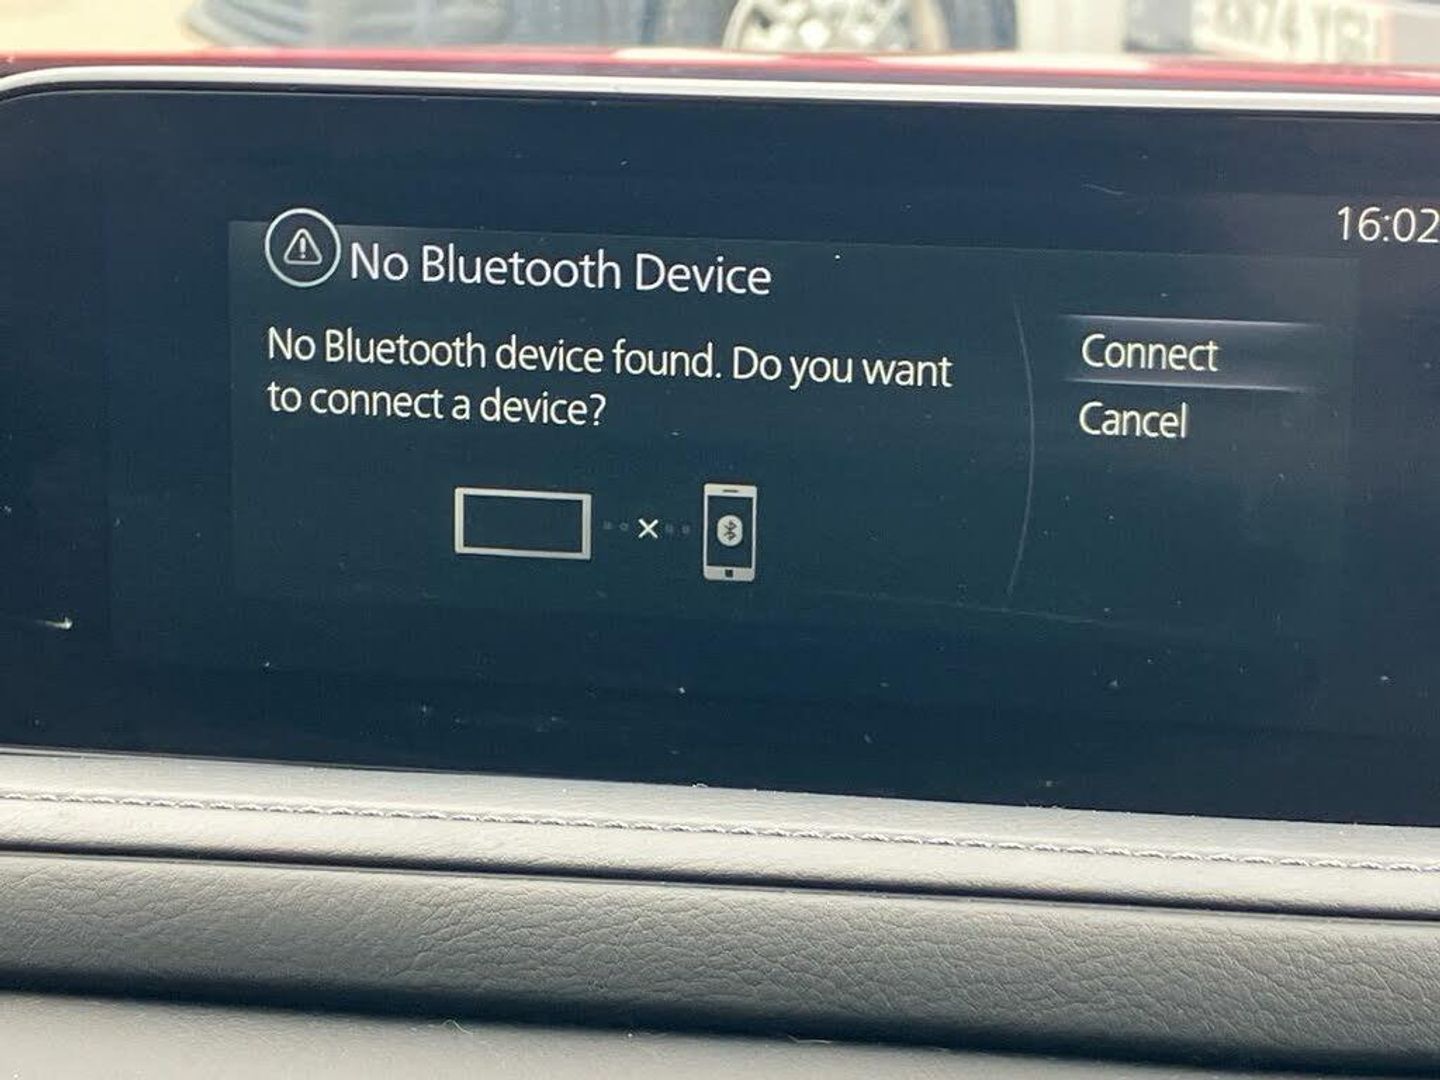 16:02
No Bluetooth Device
No Bluetooth device found. Do you want
to connect a device?
Connect
Cancel